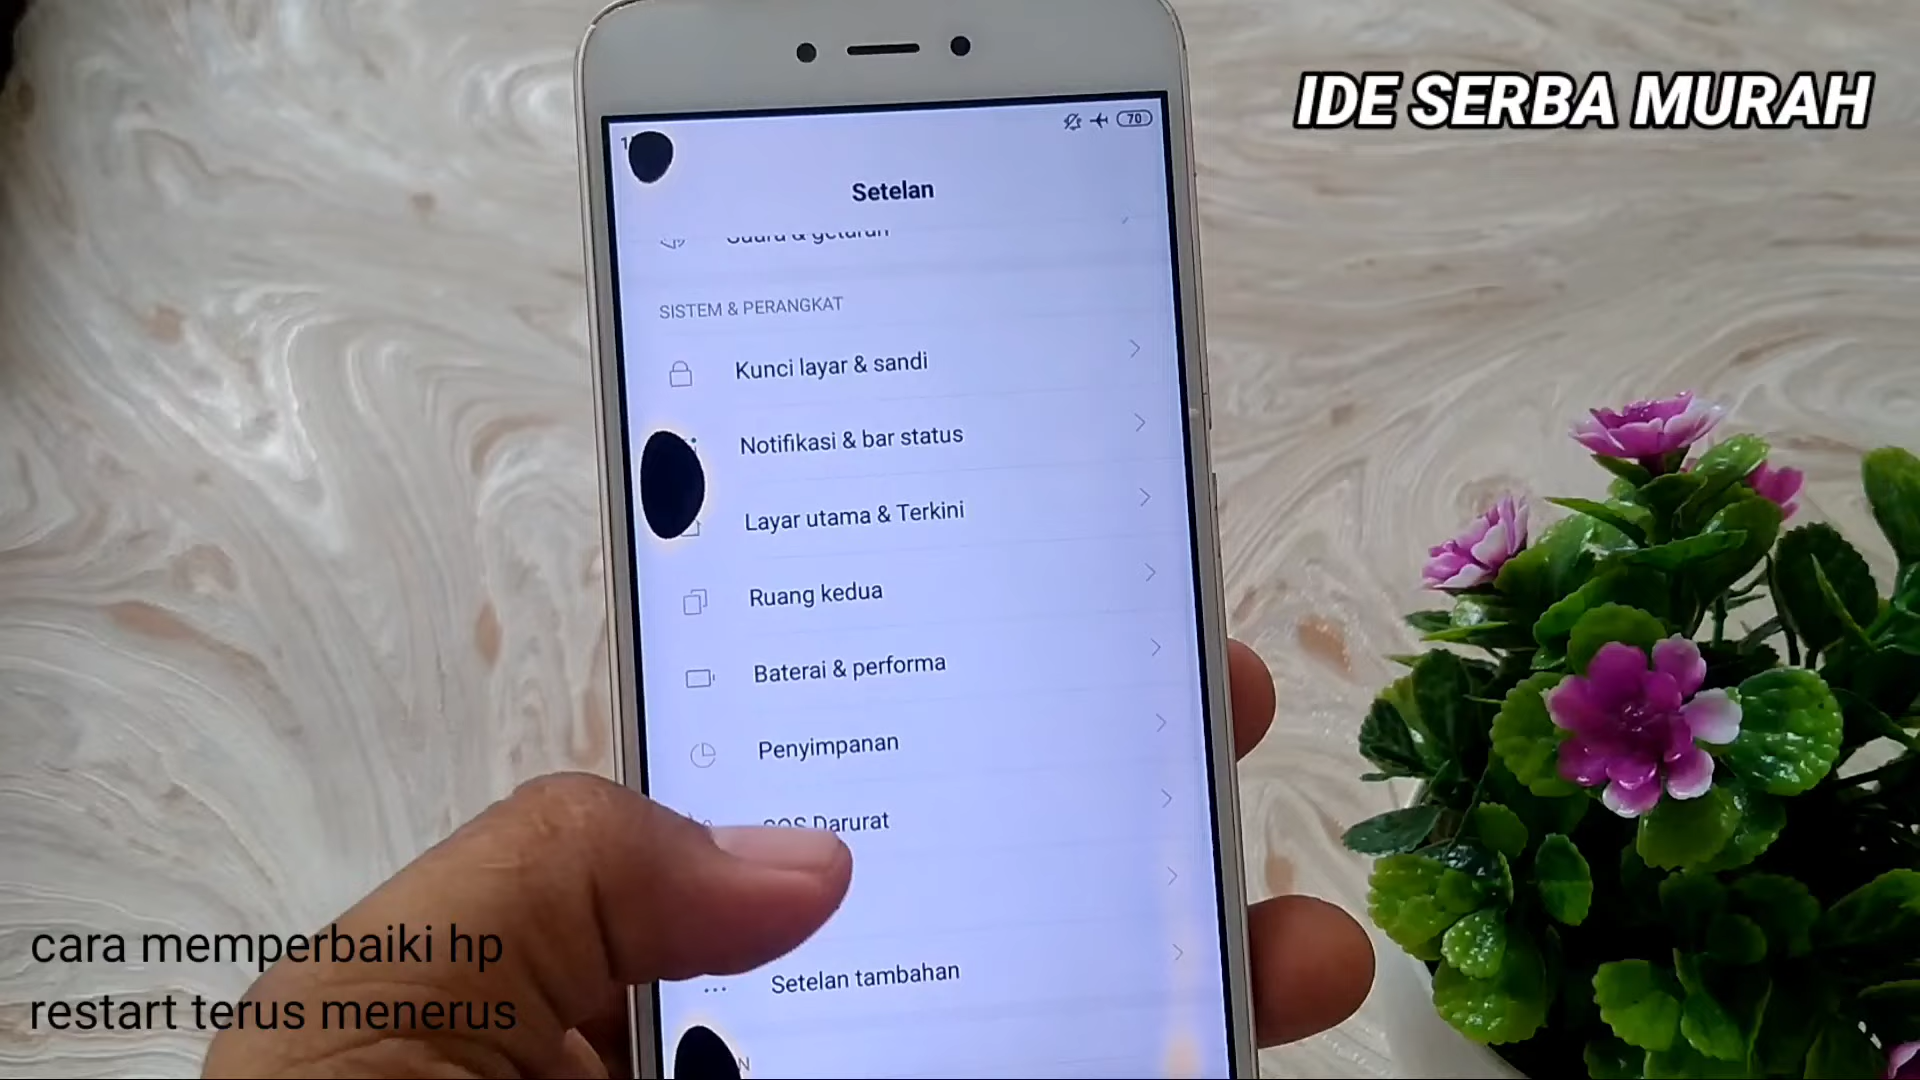 IDE SERBA MURAH
70
Setelan
SISTEM & PERANGKAT
Kunci layar & sandi
Notifikasi & bar status
Layar utama & Terkini
Ruang kedua
Baterai & performa
Penyimpanan
SOS Darurat
Setelan tambahan
cara memperbaiki hp
restart terus menerus